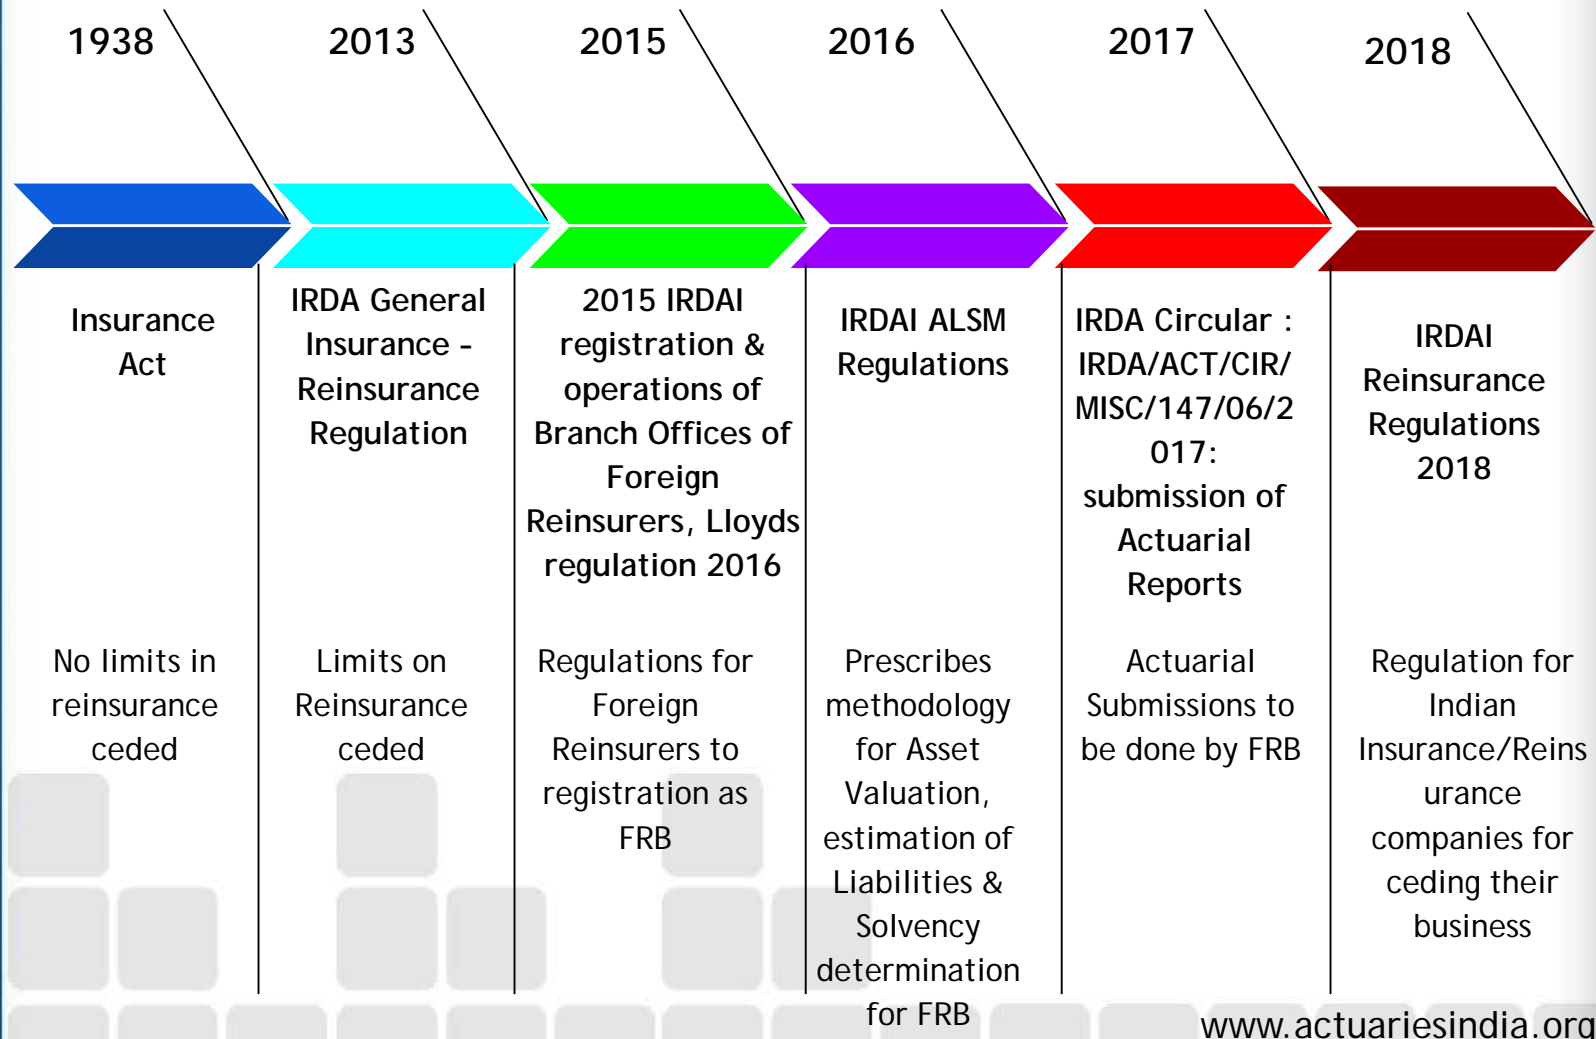 1938
2013
2015
2016
2017
2018
Insurance
Act
IRDA General
Insurance -
Reinsurance
Regulation
2015 IRDAI
registration &
operations of
Branch Offices of
Foreign
Reinsurers, Lloyds
regulation 2016
IRDAI ALSM
Regulations
IRDA Circular :
IRDA/ACT/CIR/
MISC/147/06/2
017:
submission of
Actuarial
Reports
IRDAI
Reinsurance
Regulations
2018
No limits in
reinsurance
ceded
Limits on
Reinsurance
ceded
Regulations for
Foreign
Reinsurers to
registration as
FRB
Prescribes
methodology
for Asset
Valuation,
estimation of
Liabilities &
Solvency
determination
for FRB
Actuarial
Submissions to
be done by FRB
Regulation for
Indian
Insurance/Reins
urance
companies for
ceding their
business
www.actuariesindia.org